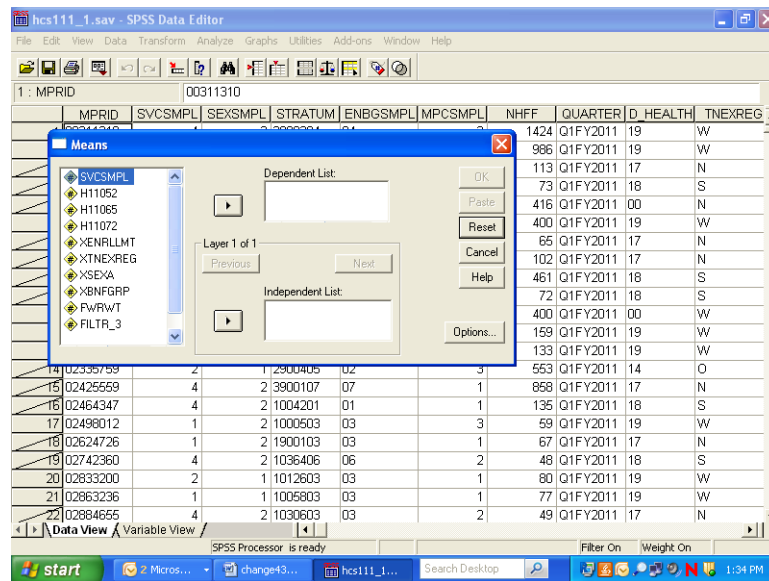 hcs111_1.sav - SPSS Data Editor
File Edit View Data Transform Analyze Graphs Utilities Add-ons Window Help
1 : MPRID 00311310
MPRID SVCSMPL SEXSMPL STRATUM ENBGSMPL MPCSMPL NHFF QUARTER D_HEALTH TNEXREG
1424 Q1FY2011 19 W
986 Q1FY2011 19 W
113 Q1FY2011 17 N
73 Q1FY2011 18 S
416 Q1FY2011 00 N
400 Q1FY2011 19 W
65 Q1FY2011 17 N
102 Q1FY2011 17 N
461 Q1FY2011 18 S
72 Q1FY2011 18 S
400 Q1FY2011 00 W
159 Q1FY2011 19 W
133 Q1FY2011 19 W
Means
SVCSMPL
H11052
H11065
H11072
XENRLLMT
XTNEXREG
XSEXA
XBNFGRP
FWRWT
FILTR_3
Dependent List:
Layer 1 of 1
Previous Next
Independent List:
OK
Paste
Reset
Cancel
Help
Options...
14 02335759 2 1 2900405 02 3 553 Q1FY2011 14 O
15 02425559 4 2 3900107 07 1 858 Q1FY2011 17 N
16 02464347 4 2 1004201 01 1 135 Q1FY2011 18 S
17 02498012 1 2 1000503 03 3 59 Q1FY2011 19 W
18 02624726 1 2 1900103 03 1 67 Q1FY2011 17 N
19 02742360 4 2 1036406 06 2 48 Q1FY2011 18 S
20 02833200 2 1 1012603 03 1 80 Q1FY2011 19 W
21 02863236 1 1 1005803 03 1 77 Q1FY2011 19 W
22 02884655 4 2 1030603 03 2 49 Q1FY2011 17 N
Data View Variable View
SPSS Processor is ready Filter On Weight On
start 2 Micros... change43... hcs111_1... Search Desktop 1:34 PM